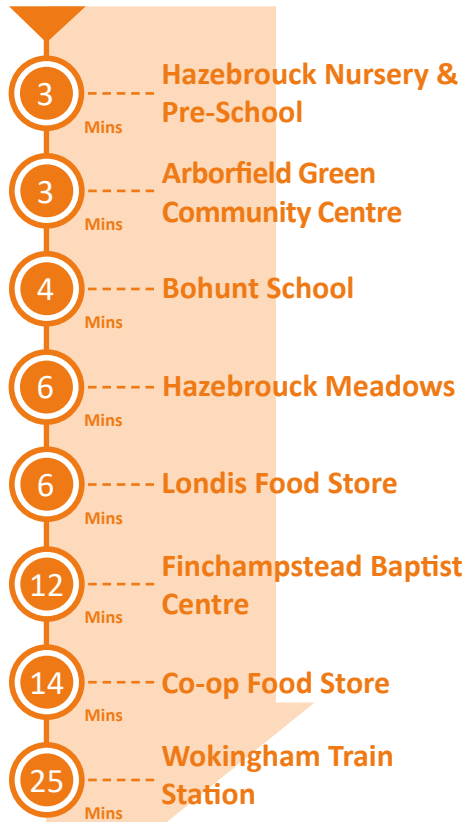 3
Mins
Hazebrouck Nursery &
Pre-School
3
Mins
Arborfield Green
Community Centre
4
Mins
Bohunt School
6
Mins
Hazebrouck Meadows
6
Mins
Londis Food Store
12
Mins
Finchampstead Baptist
Centre
14
Mins
Co-op Food Store
25
Mins
Wokingham Train
Station